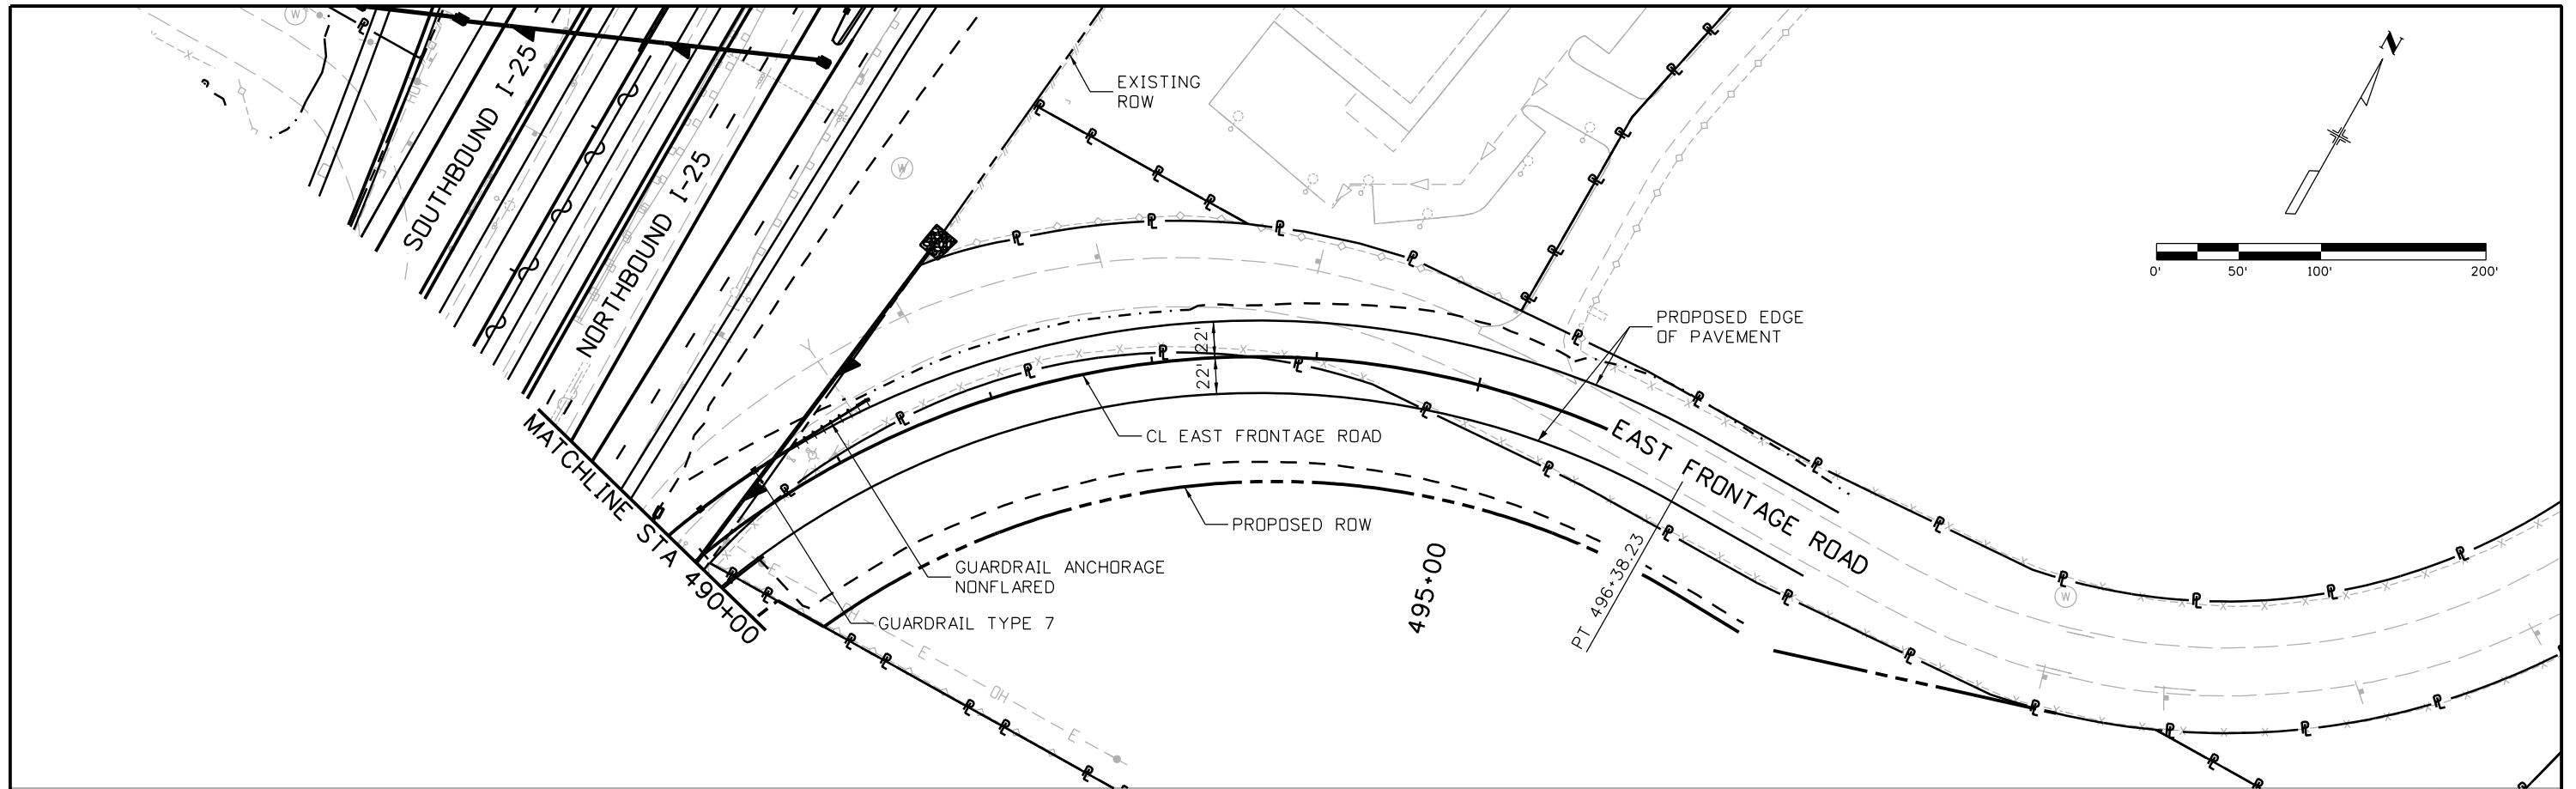 N
EXISTING
ROW
SOUTHBOUND I-25
NORTHBOUND I-25
W
W
0'
50'
100'
200'
PROPOSED EDGE
OF PAVEMENT
22'
22'
CL EAST FRONTAGE ROAD
EAST FRONTAGE ROAD
MATCHLINE STA 490+00
PROPOSED ROW
GUARDRAIL ANCHORAGE
NONFLARED
GUARDRAIL TYPE 7
495+00
PT 496+38.23
W
E
OH
E
OH
E